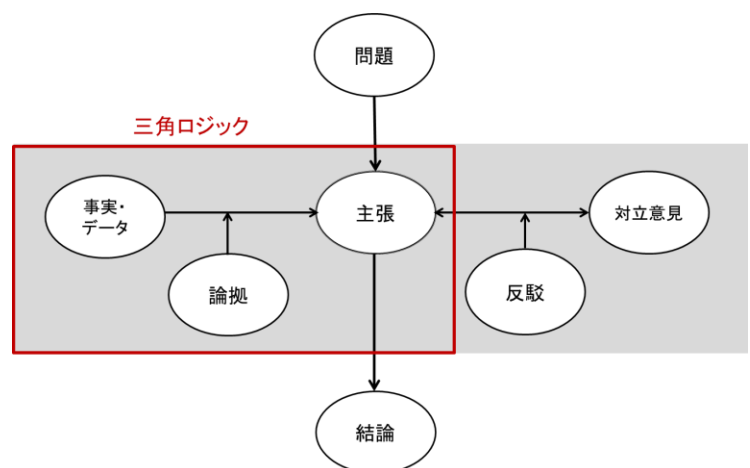 問題
三角ロジック
事実・
データ
主張
対立意見
論拠
反駁
結論